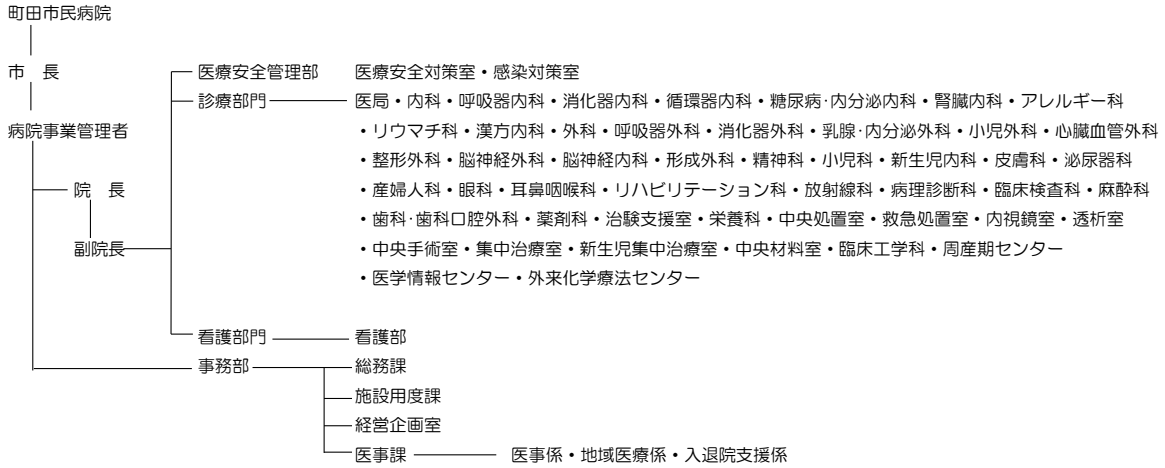 町田市民病院
市　長
医療安全管理部　医療安全対策室・感染対策室
診療部門　医局・内科・呼吸器内科・消化器内科・循環器内科・糖尿病・内分泌内科・腎臓内科・アレルギー科
病院事業管理者
・リウマチ科・漢方内科・外科・呼吸器外科・消化器外科・乳腺・内分泌外科・小児外科・心臓血管外科
・整形外科・脳神経外科・脳神経内科・形成外科・精神科・小児科・新生児内科・皮膚科・泌尿器科
院　長
・産婦人科・眼科・耳鼻咽喉科・リハビリテーション科・放射線科・病理診断科・臨床検査科・麻酔科
・歯科・歯科口腔外科・薬剤科・治験支援室・栄養科・中央処置室・救急処置室・内視鏡室・透析室
副院長
・中央手術室・集中治療室・新生児集中治療室・中央材料室・臨床工学科・周産期センター
・医学情報センター・外来化学療法センター
看護部門　看護部
事務部　総務課
施設用度課
経営企画室
医事課　医事係・地域医療係・入退院支援係